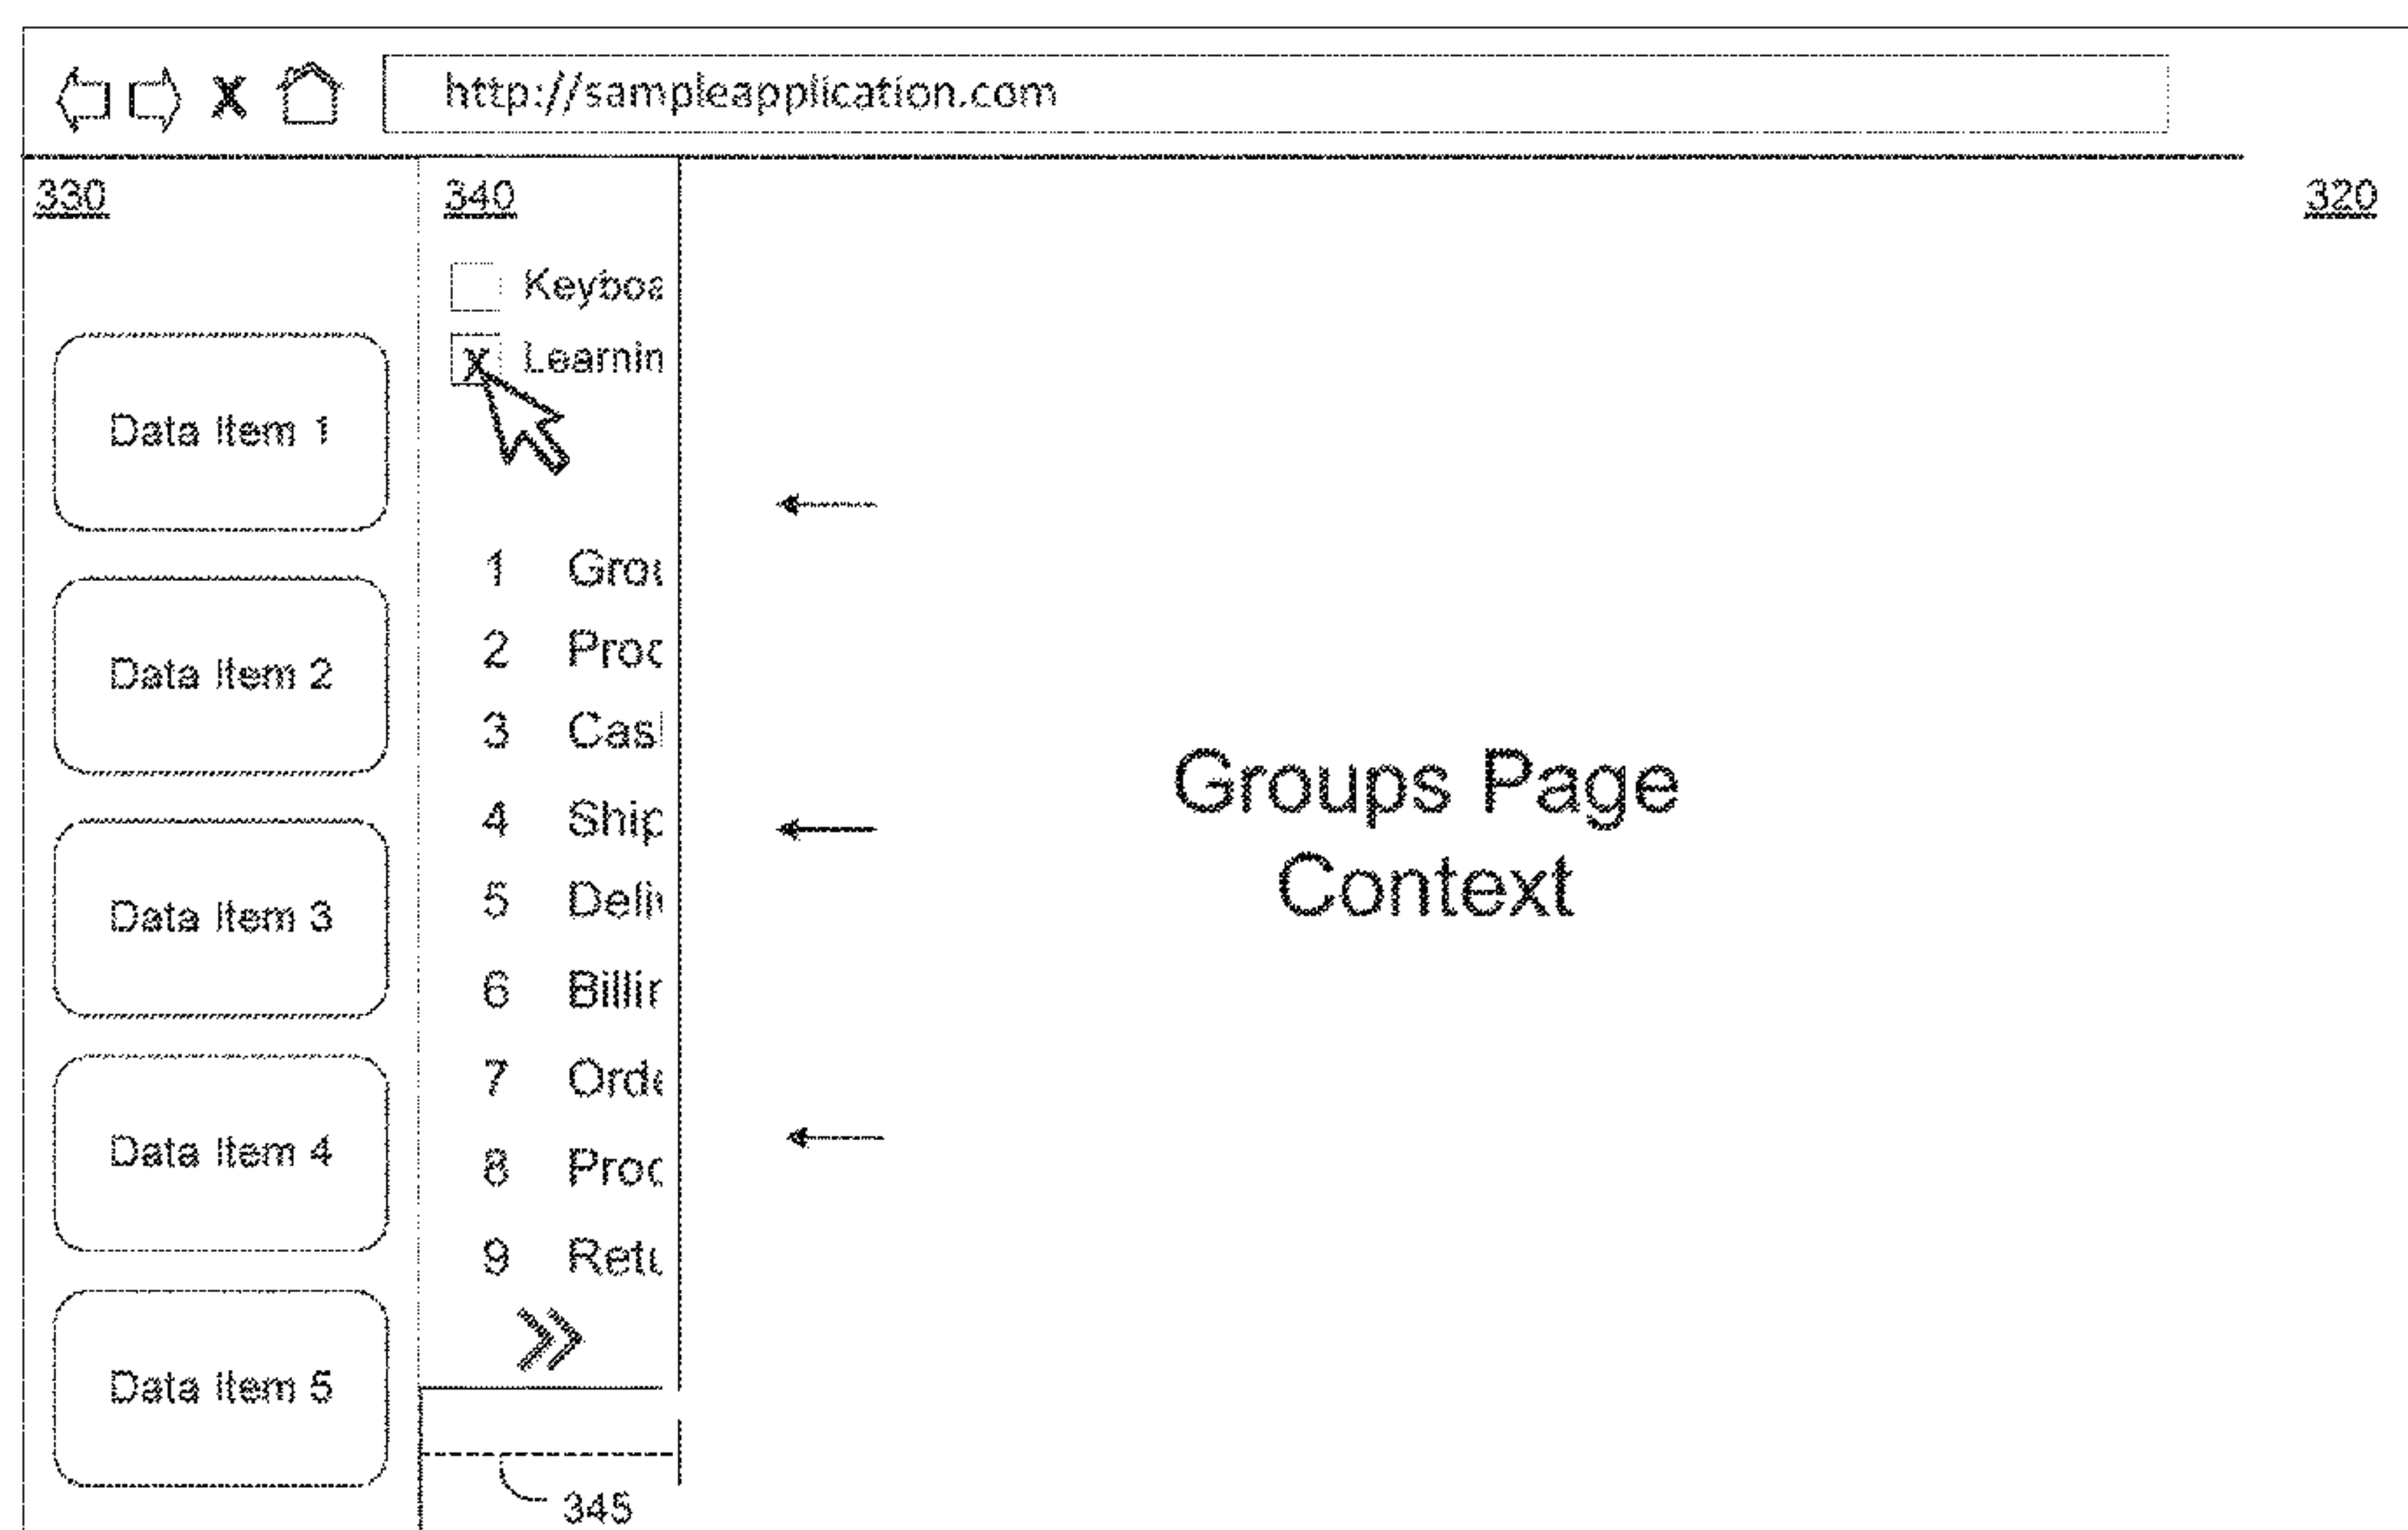 http://sampleapplication.com
330
340
320
Keyboa
X Learnin
Data Item 1
Data Item 2
Data Item 3
Data Item 4
Data Item 5
1 Grou
2 Proc
3 Cas
4 Ship
5 Deliv
6 Billin
7 Orde
8 Proc
9 Retu
345
Groups Page
Context